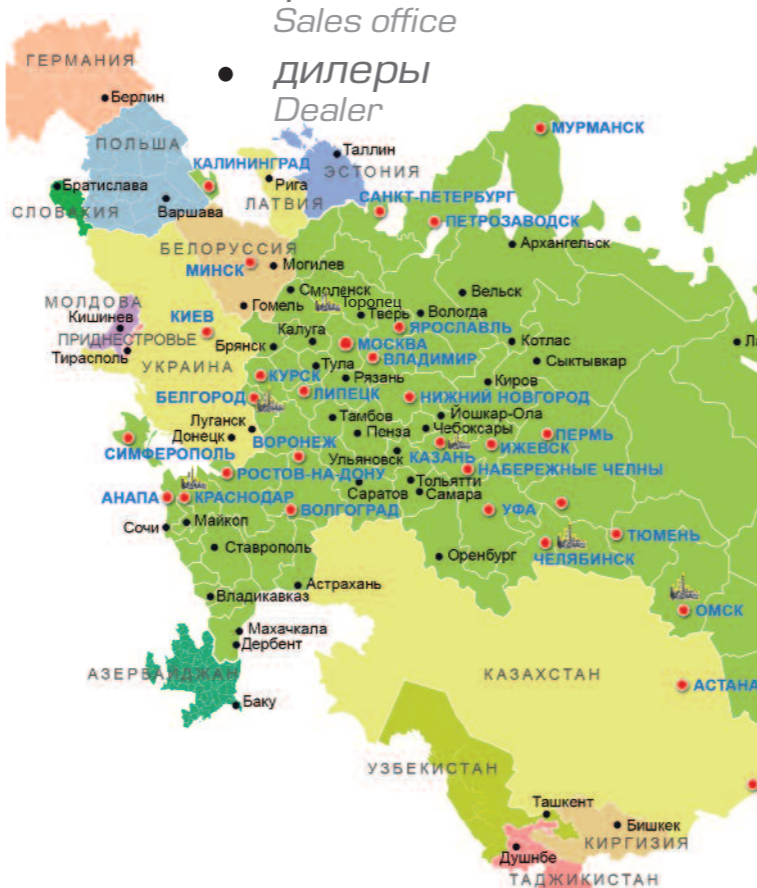 Sales office
дилеры
Dealer
ГЕРМАНИЯ
Берлин
МУРМАНСК
ПОЛЬША
Таллин
КАЛИНИНГРАД
ЭСТОНИЯ
Братислава
Рига
СЛОВАКИЯ
Варшава
ЛАТВИЯ
САНКТ-ПЕТЕРБУРГ
ПЕТРОЗАВОДСК
БЕЛОРУССИЯ
Архангельск
МИНСК
Могилев
Смоленск
Вельск
МОЛДОВА
Гомель
Торопец
Кишинев
КИЕВ
Тверь
Вологда
Калуга
ЯРОСЛАВЛЬ
ПРИДНЕСТРОВЬЕ
Брянск
МОСКВА
Котлас
Тирасполь
ВЛАДИМИР
Сыктывкар
УКРАИНА
Тула
КУРСК
Рязань
Киров
БЕЛГОРОД
ЛИПЕЦК
НИЖНИЙ НОВГОРОД
Луганск
Тамбов
Йошкар-Ола
Донецк
ВОРОНЕЖ
Пенза
Чебоксары
ПЕРМЬ
СИМФЕРОПОЛЬ
Ульяновск
КАЗАНЬ
ИЖЕВСК
РОСТОВ-НА-ДОНУ
НАБЕРЕЖНЫЕ ЧЕЛНЫ
АНАПА
КРАСНОДАР
Саратов
Тольятти
Самара
Сочи
Майкоп
ВОЛГОГРАД
УФА
ТЮМЕНЬ
Ставрополь
Оренбург
ЧЕЛЯБИНСК
Владикавказ
Астрахань
ОМСК
Махачкала
Дербент
АЗЕРБАЙДЖАН
КАЗАХСТАН
АСТАНА
Баку
УЗБЕКИСТАН
Ташкент
Бишкек
КИРГИЗИЯ
Душнбе
ТАДЖИКИСТАН